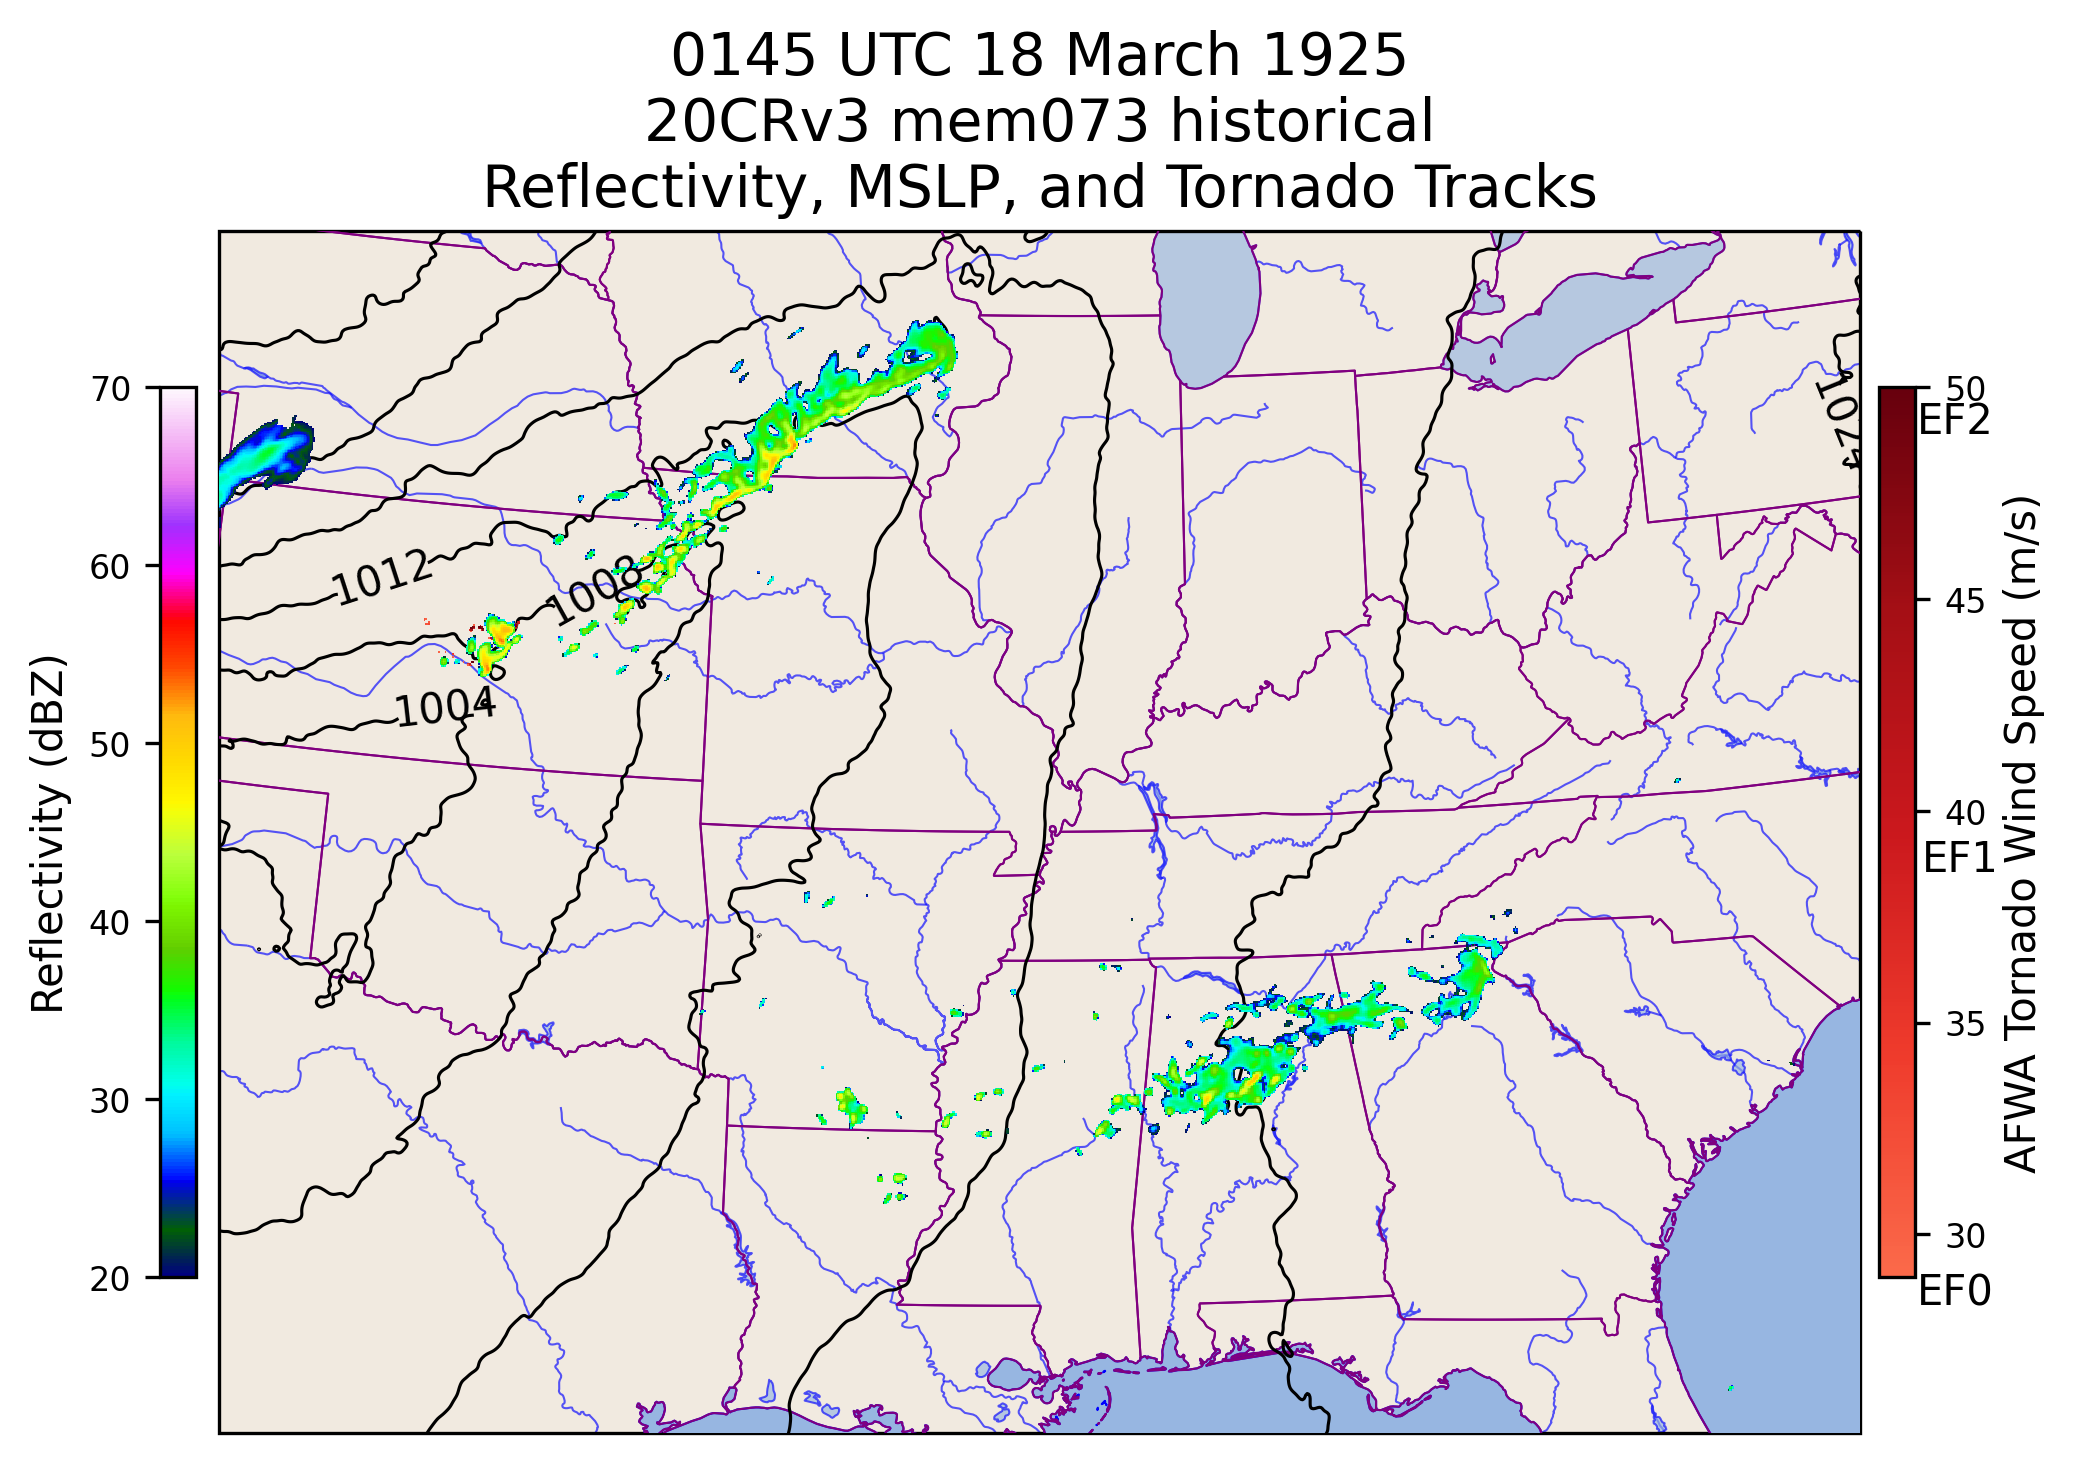 0145 UTC 18 March 1925
20CRv3 mem073 historical
Reflectivity, MSLP, and Tornado Tracks
70
60
50
40
30
20
Reflectivity (dBZ)
1012
1008
1004
1024
50
EF2
45
40
EF1
35
30
EF0
AFWA Tornado Wind Speed (m/s)